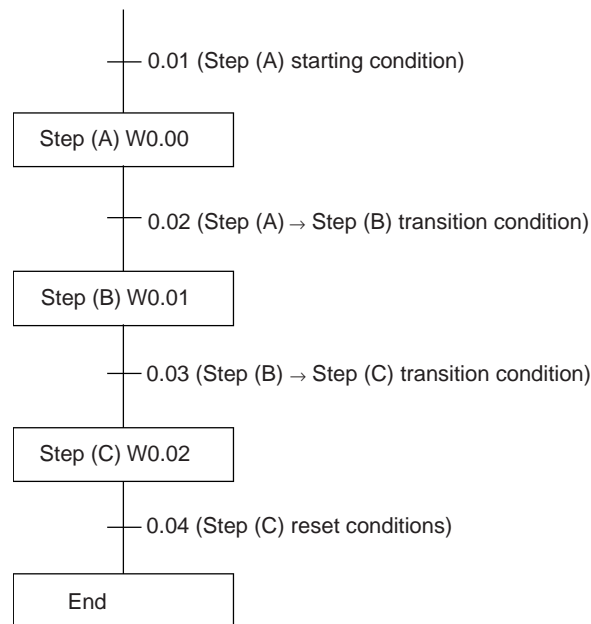 0.01 (Step (A) starting condition)
Step (A) W0.00
0.02 (Step (A) → Step (B) transition condition)
Step (B) W0.01
0.03 (Step (B) → Step (C) transition condition)
Step (C) W0.02
0.04 (Step (C) reset conditions)
End